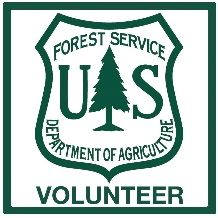 FOREST SERVICE
U S
DEPARTMENT OF AGRICULTURE
VOLUNTEER